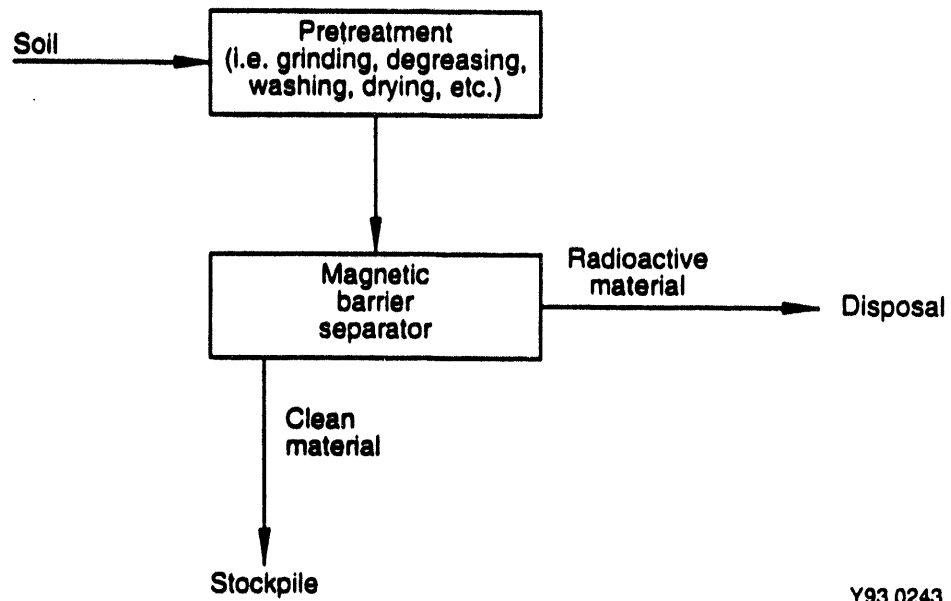 Soil
Pretreatment
(i.e. grinding, degreasing,
washing, drying, etc.)
Magnetic
barrier
separator
Radioactive
material
Disposal
Clean
material
Stockpile
Y93 0243